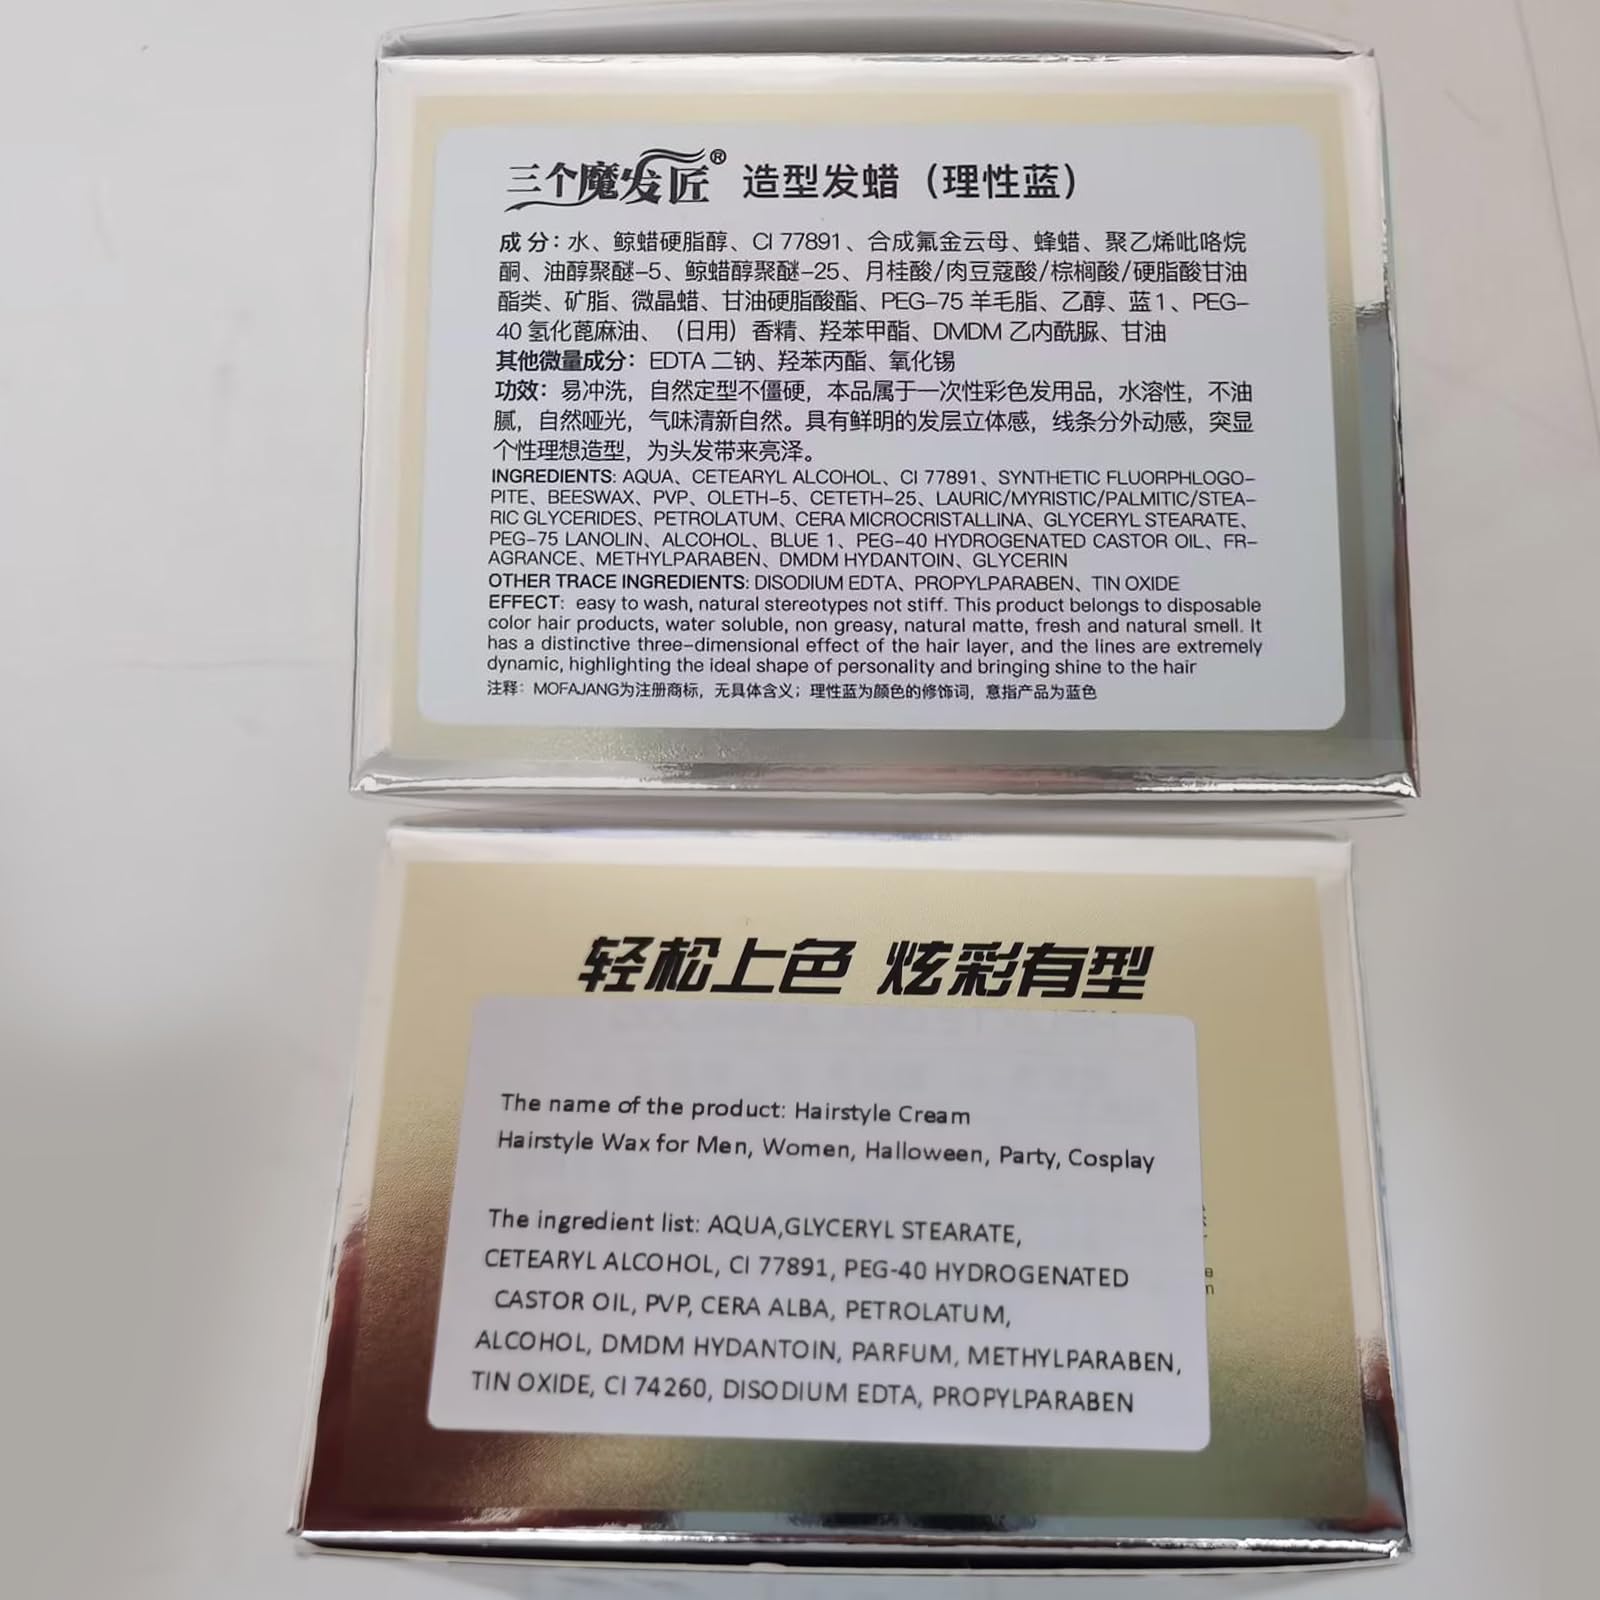 三个魔发匠® 造型发蜡（理性蓝）
成 分：水、鲸蜡硬脂醇、CI 77891、合成氟金云母、蜂蜡、聚乙烯吡咯烷
酮、油醇聚醚-5、鲸蜡醇聚醚-25、月桂酸/肉豆蔻酸/棕榈酸/硬脂酸甘油
酯类、矿脂、微晶蜡、甘油硬脂酸酯、PEG-75 羊毛脂、乙醇、蓝1、PEG-
40 氢化蓖麻油、（日用）香精、羟苯甲酯、DMDM 乙内酰脲、甘油
其他微量成分：EDTA 二钠、羟苯丙酯、氧化锡
功效：易冲洗，自然定型不僵硬，本品属于一次性彩色发用品，水溶性，不油
腻，自然哑光，气味清新自然。具有鲜明的发层立体感，线条分外动感，突显
个性理想造型，为头发带来亮泽。
INGREDIENTS: AQUA、CETEARYL ALCOHOL、CI 77891、SYNTHETIC FLUORPHLOGO-
PITE、BEESWAX、PVP、OLETH-5、CETETH-25、LAURIC/MYRISTIC/PALMITIC/STEA-
RIC GLYCERIDES、PETROLATUM、CERA MICROCRISTALLINA、GLYCERYL STEARATE、
PEG-75 LANOLIN、ALCOHOL、BLUE 1、PEG-40 HYDROGENATED CASTOR OIL、FR-
AGRANCE、METHYLPARABEN、DMDM HYDANTOIN、GLYCERIN
OTHER TRACE INGREDIENTS: DISODIUM EDTA、PROPYLPARABEN、TIN OXIDE
EFFECT: easy to wash, natural stereotypes not stiff. This product belongs to disposable
color hair products, water soluble, non greasy, natural matte, fresh and natural smell. It
has a distinctive three-dimensional effect of the hair layer, and the lines are extremely
dynamic, highlighting the ideal shape of personality and bringing shine to the hair
注释：MOFAJANG为注册商标，无具体含义；理性蓝为颜色的修饰词，意指产品为蓝色
轻松上色 炫彩有型
The name of the product: Hairstyle Cream
Hairstyle Wax for Men, Women, Halloween, Party, Cosplay
The ingredient list: AQUA,GLYCERYL STEARATE,
CETEARYL ALCOHOL, CI 77891, PEG-40 HYDROGENATED
CASTOR OIL, PVP, CERA ALBA, PETROLATUM,
ALCOHOL, DMDM HYDANTOIN, PARFUM, METHYLPARABEN,
TIN OXIDE, CI 74260, DISODIUM EDTA, PROPYLPARABEN